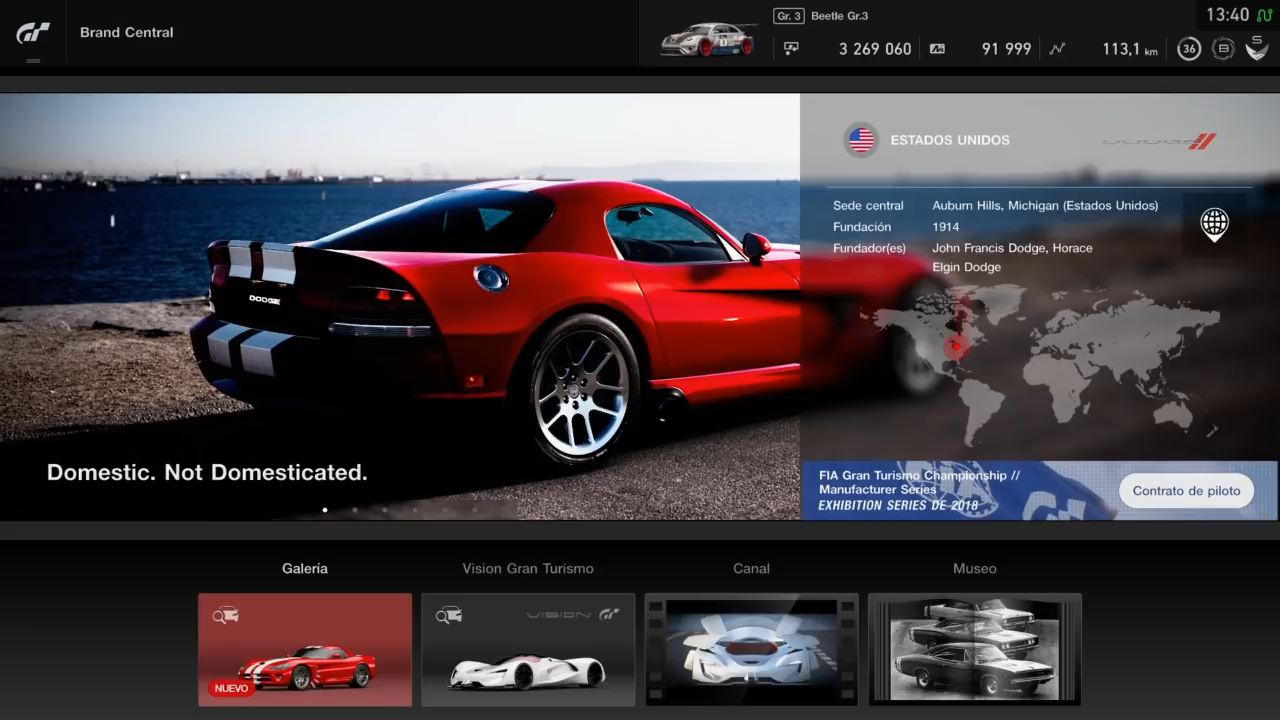 Brand Central
Gr. 3 Beetle Gr.3
13:40
3 269 060
91 999
113,1 km
36
B
S
ESTADOS UNIDOS
DODGE
Sede central Auburn Hills, Michigan (Estados Unidos)
Fundación 1914
Fundador(es) John Francis Dodge, Horace
Elgin Dodge
DODGE
Domestic. Not Domesticated.
FIA Gran Turismo Championship //
Manufacturer Series
EXHIBITION SERIES DE 2018
Contrato de piloto
Galería
Vision Gran Turismo
Canal
Museo
NUEVO
VISION